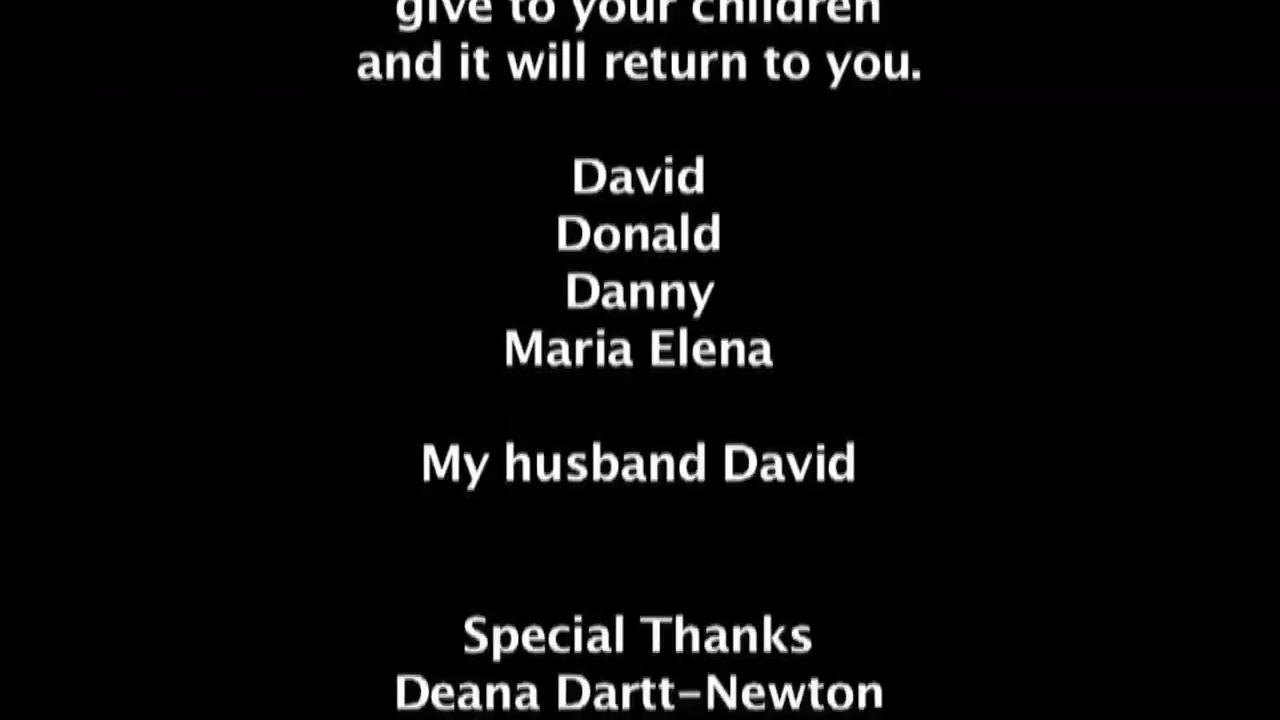 give to your children
and it will return to you.
David
Donald
Danny
Maria Elena
My husband David
Special Thanks
Deana Dartt-Newton